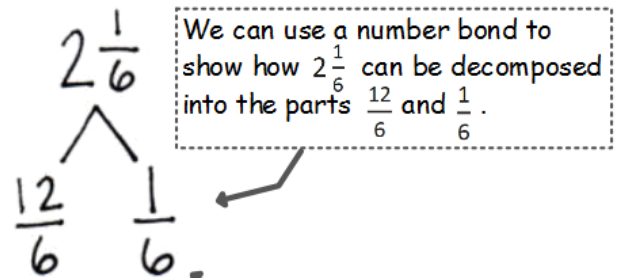 2 1/6
We can use a number bond to
show how 2 1/6 can be decomposed
into the parts 12/6 and 1/6 .
12/6 1/6